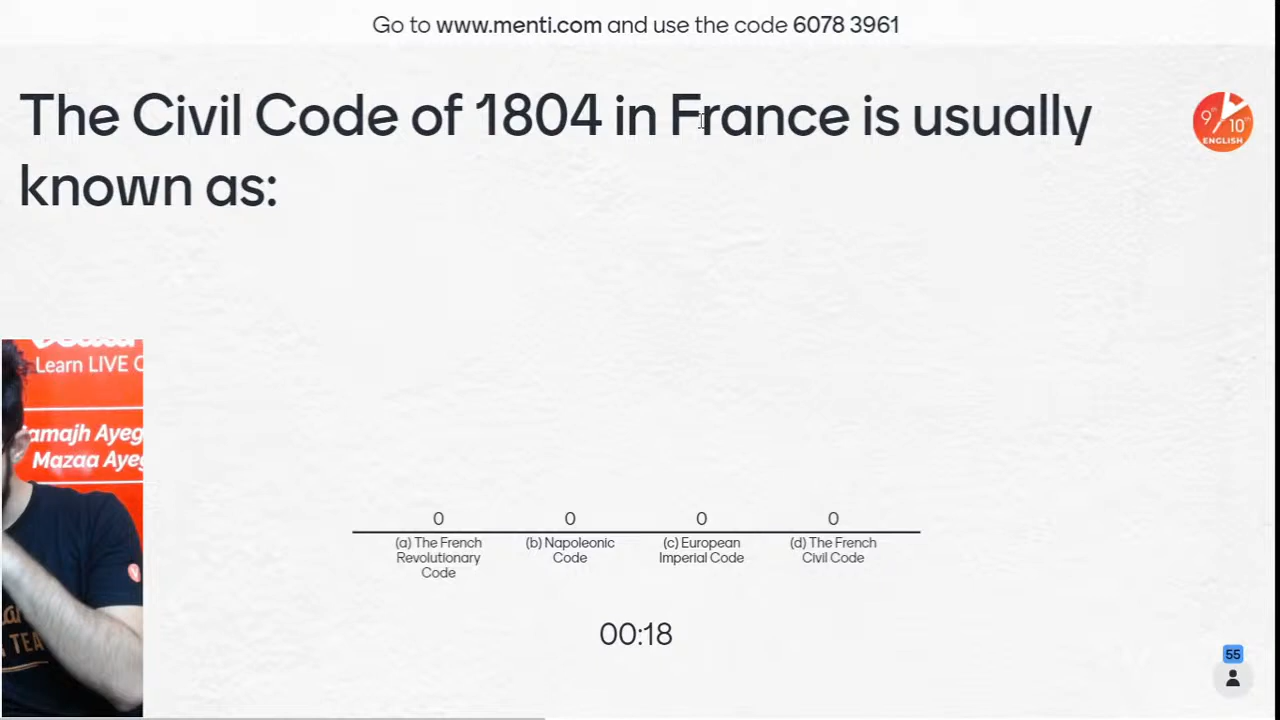 Go to www.menti.com and use the code 6078 3961
The Civil Code of 1804 in France is usually
known as:
9th
10th
ENGLISH
Learn LIVE
amajh Ayeg
Mazaa Ayeg
TEA
0
0
0
0
(a) The French
Revolutionary
Code
(b) Napoleonic
Code
(c) European
Imperial Code
(d) The French
Civil Code
00:18
55